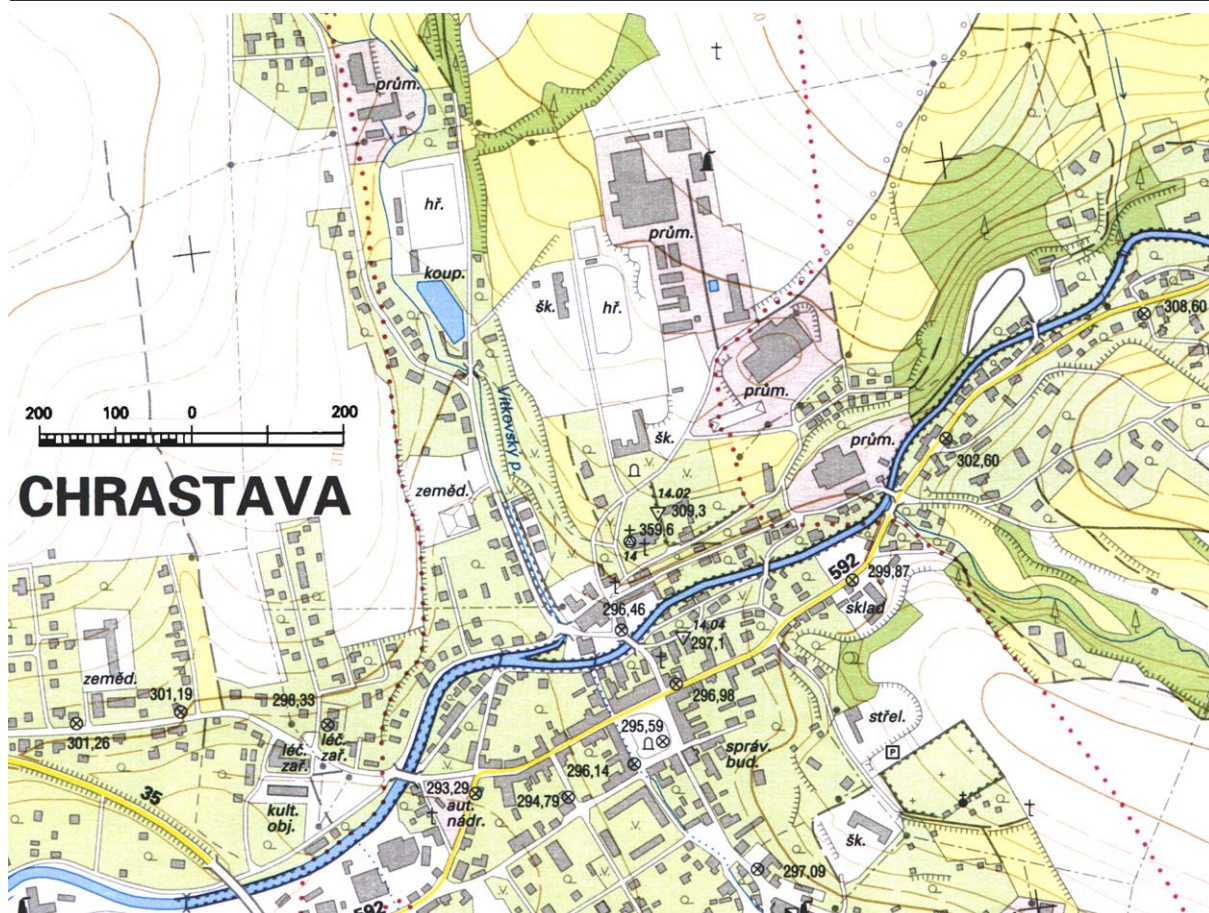 prům.
hř.
prům.
koup.
šk.
hř.
308,60
200 100 0 200
prům.
Vítkovský p.
šk.
prům.
302,60
CHRASTAVA
zeměd.
14.02
309,3
359,6
14
592
299,87
sklad
296,46
14.04
297,1
zeměd.
301,19
298,33
296,98
301,26
léč.
zař.
léč.
zař.
295,59
střel.
správ.
bud.
P
296,14
35
293,29
294,79
aut.
nádr.
kult.
obj.
šk.
297,09
592